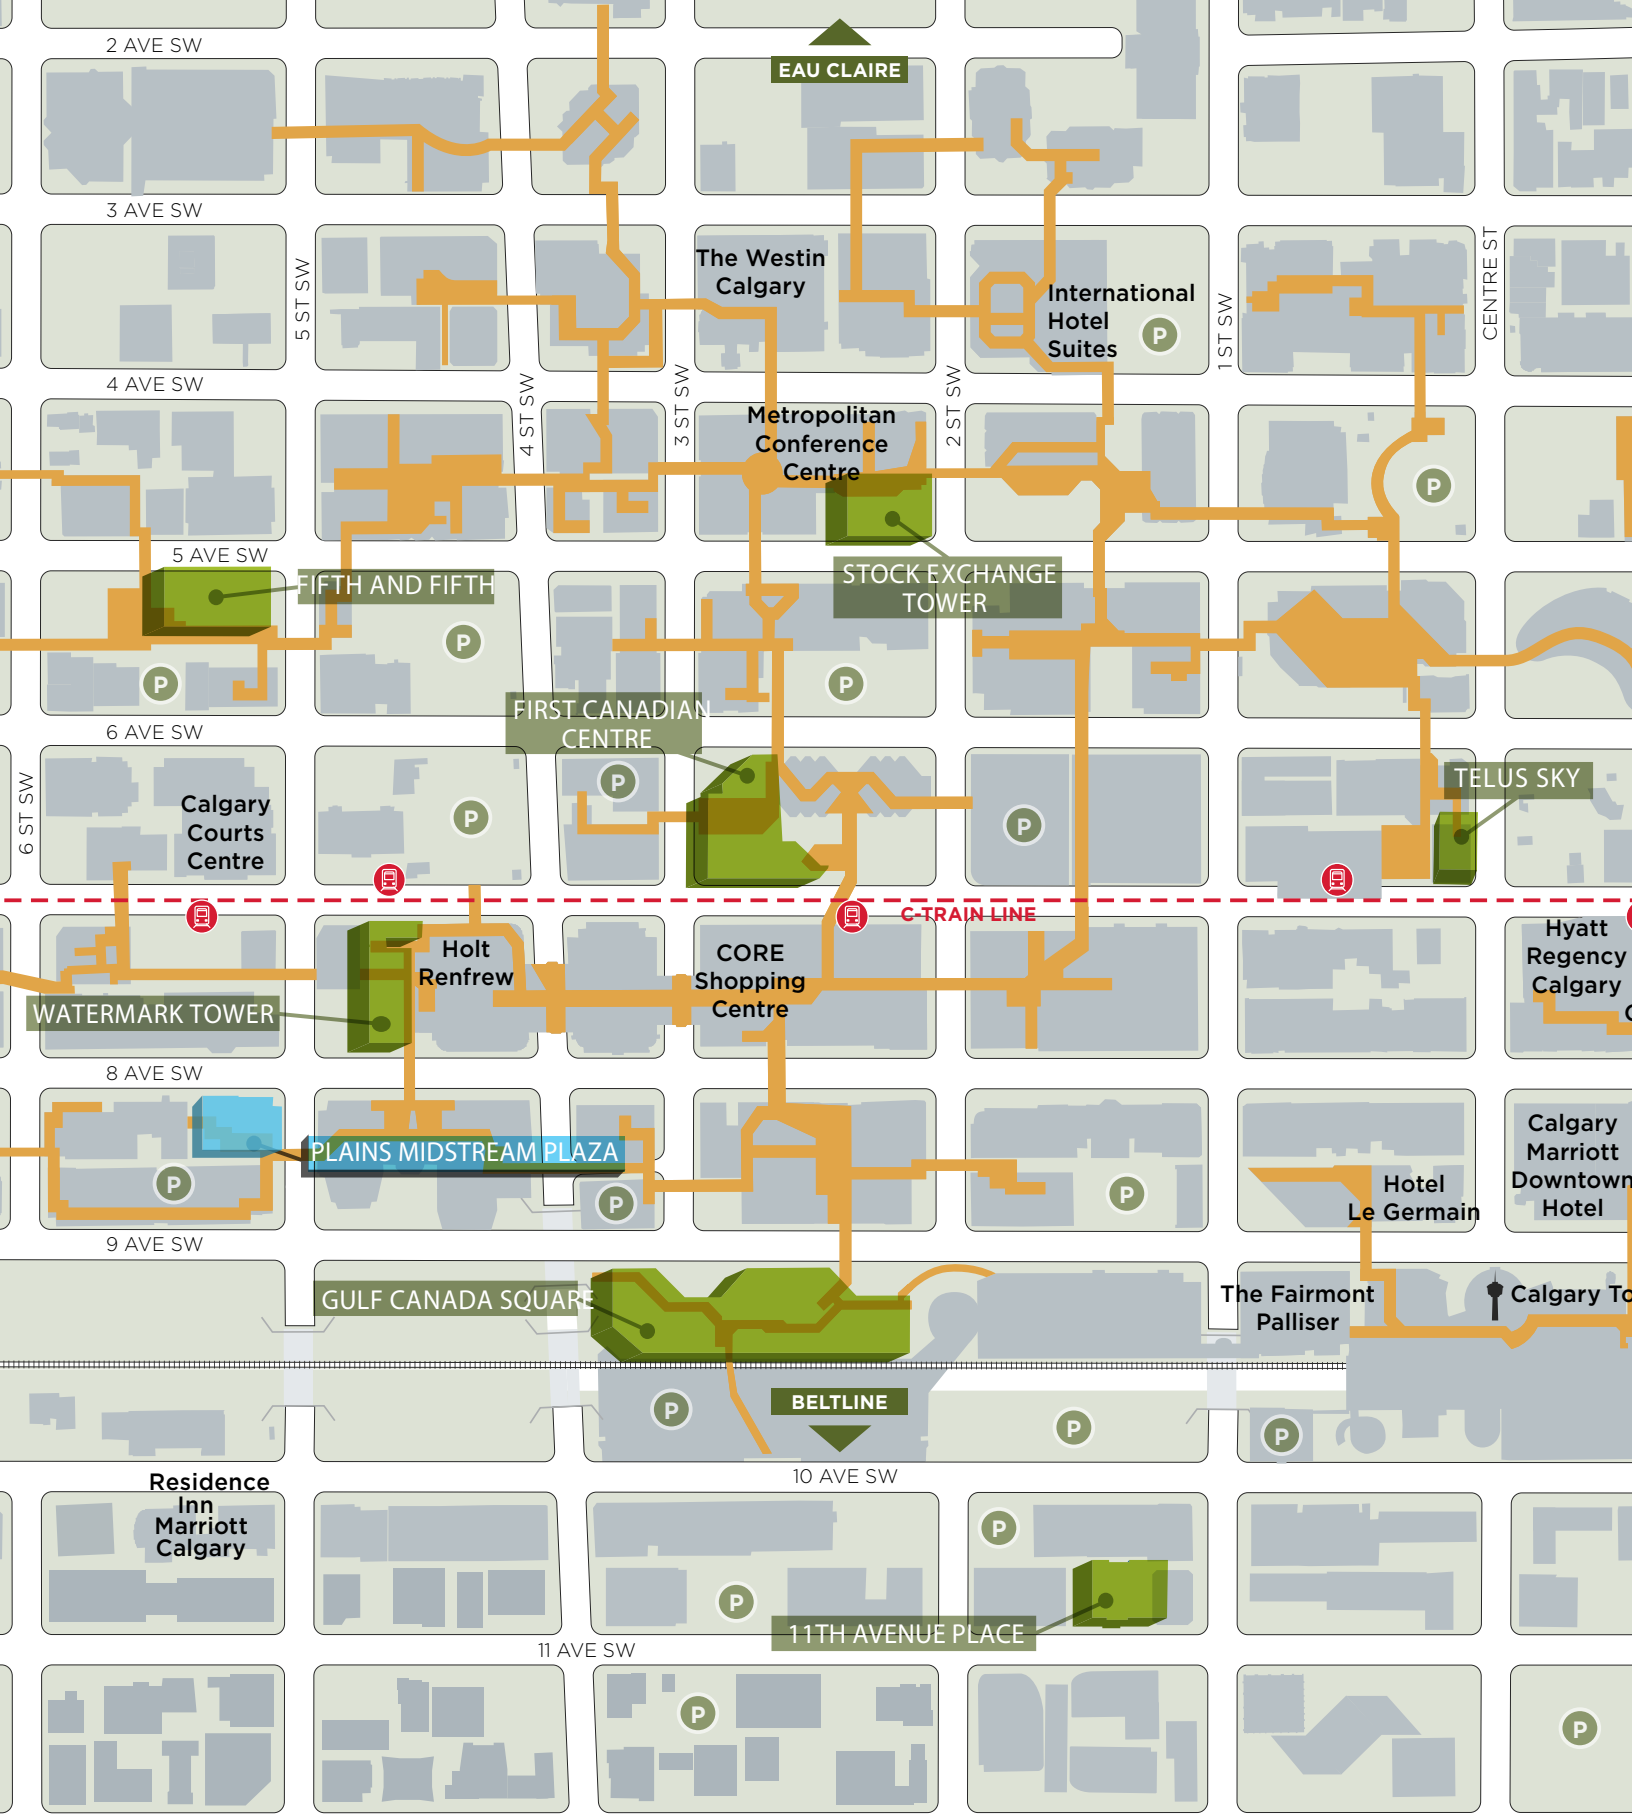 2 AVE SW
EAU CLAIRE
3 AVE SW
5 ST SW
The Westin
Calgary
International
Hotel
Suites
P
1 ST SW
CENTRE ST
4 AVE SW
4 ST SW
3 ST SW
2 ST SW
Metropolitan
Conference
Centre
P
5 AVE SW
FIFTH AND FIFTH
STOCK EXCHANGE
TOWER
P
P
P
FIRST CANADIAN
CENTRE
6 AVE SW
6 ST SW
TELUS SKY
P
P
P
Calgary
Courts
Centre
C-TRAIN LINE
Holt
Renfrew
CORE
Shopping
Centre
Hyatt
Regency
Calgary
WATERMARK TOWER
8 AVE SW
PLAINS MIDSTREAM PLAZA
P
P
P
Calgary
Marriott
Downtown
Hotel
Hotel
Le Germain
9 AVE SW
GULF CANADA SQUARE
The Fairmont
Palliser
Calgary To
P
BELTLINE
P
P
10 AVE SW
Residence
Inn
Marriott
Calgary
P
P
11TH AVENUE PLACE
11 AVE SW
P
P